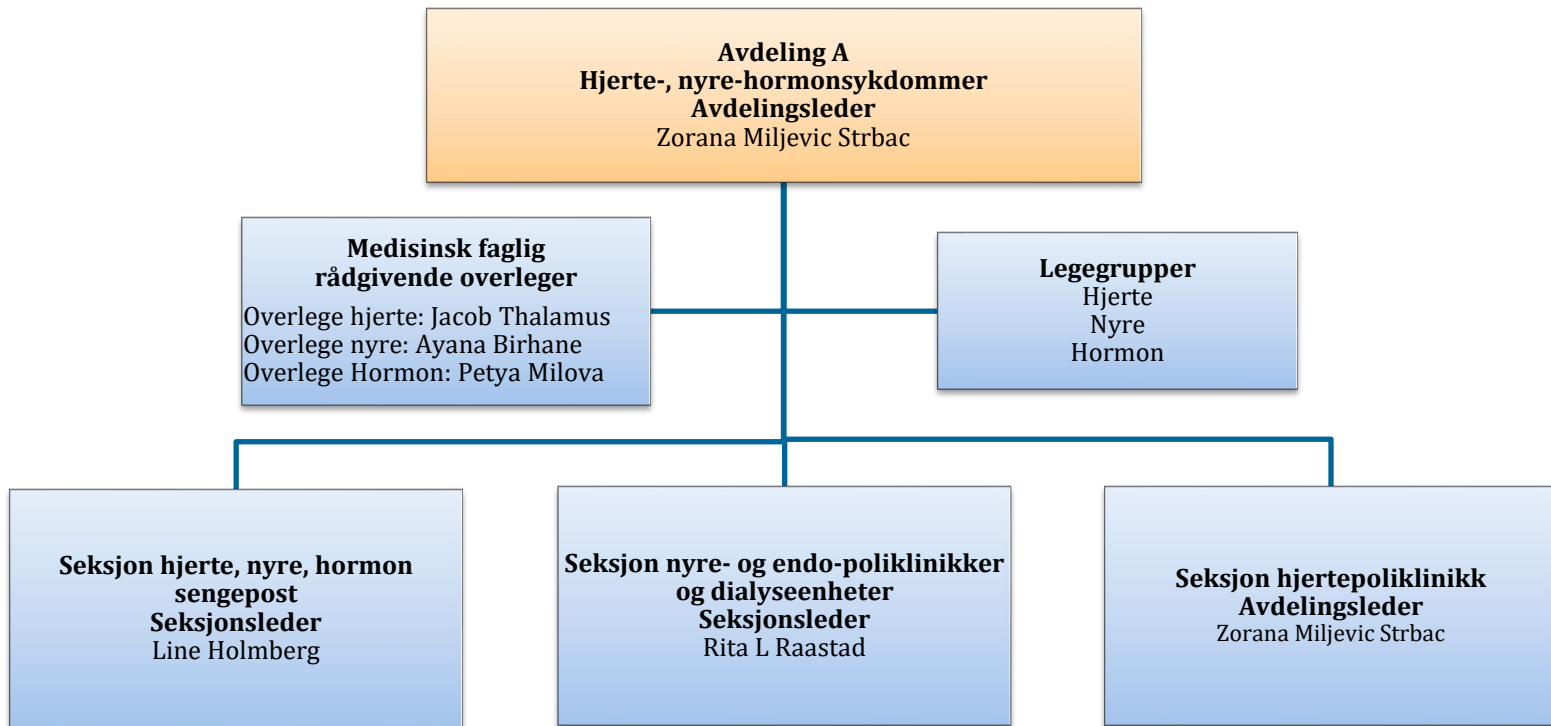 Avdeling A
Hjerte-, nyre-hormonsykdommer
Avdelingsleder
Zorana Miljevic Strbac
Medisinsk faglig
rådgivende overleger
Overlege hjerte: Jacob Thalamus
Overlege nyre: Ayana Birhane
Overlege Hormon: Petya Milova
Legegrupper
Hjerte
Nyre
Hormon
Seksjon hjerte, nyre, hormon
sengepost
Seksjonsleder
Line Holmberg
Seksjon nyre- og endo-poliklinikker
og dialyseenheter
Seksjonsleder
Rita L Raastad
Seksjon hjertepoliklinikk
Avdelingsleder
Zorana Miljevic Strbac